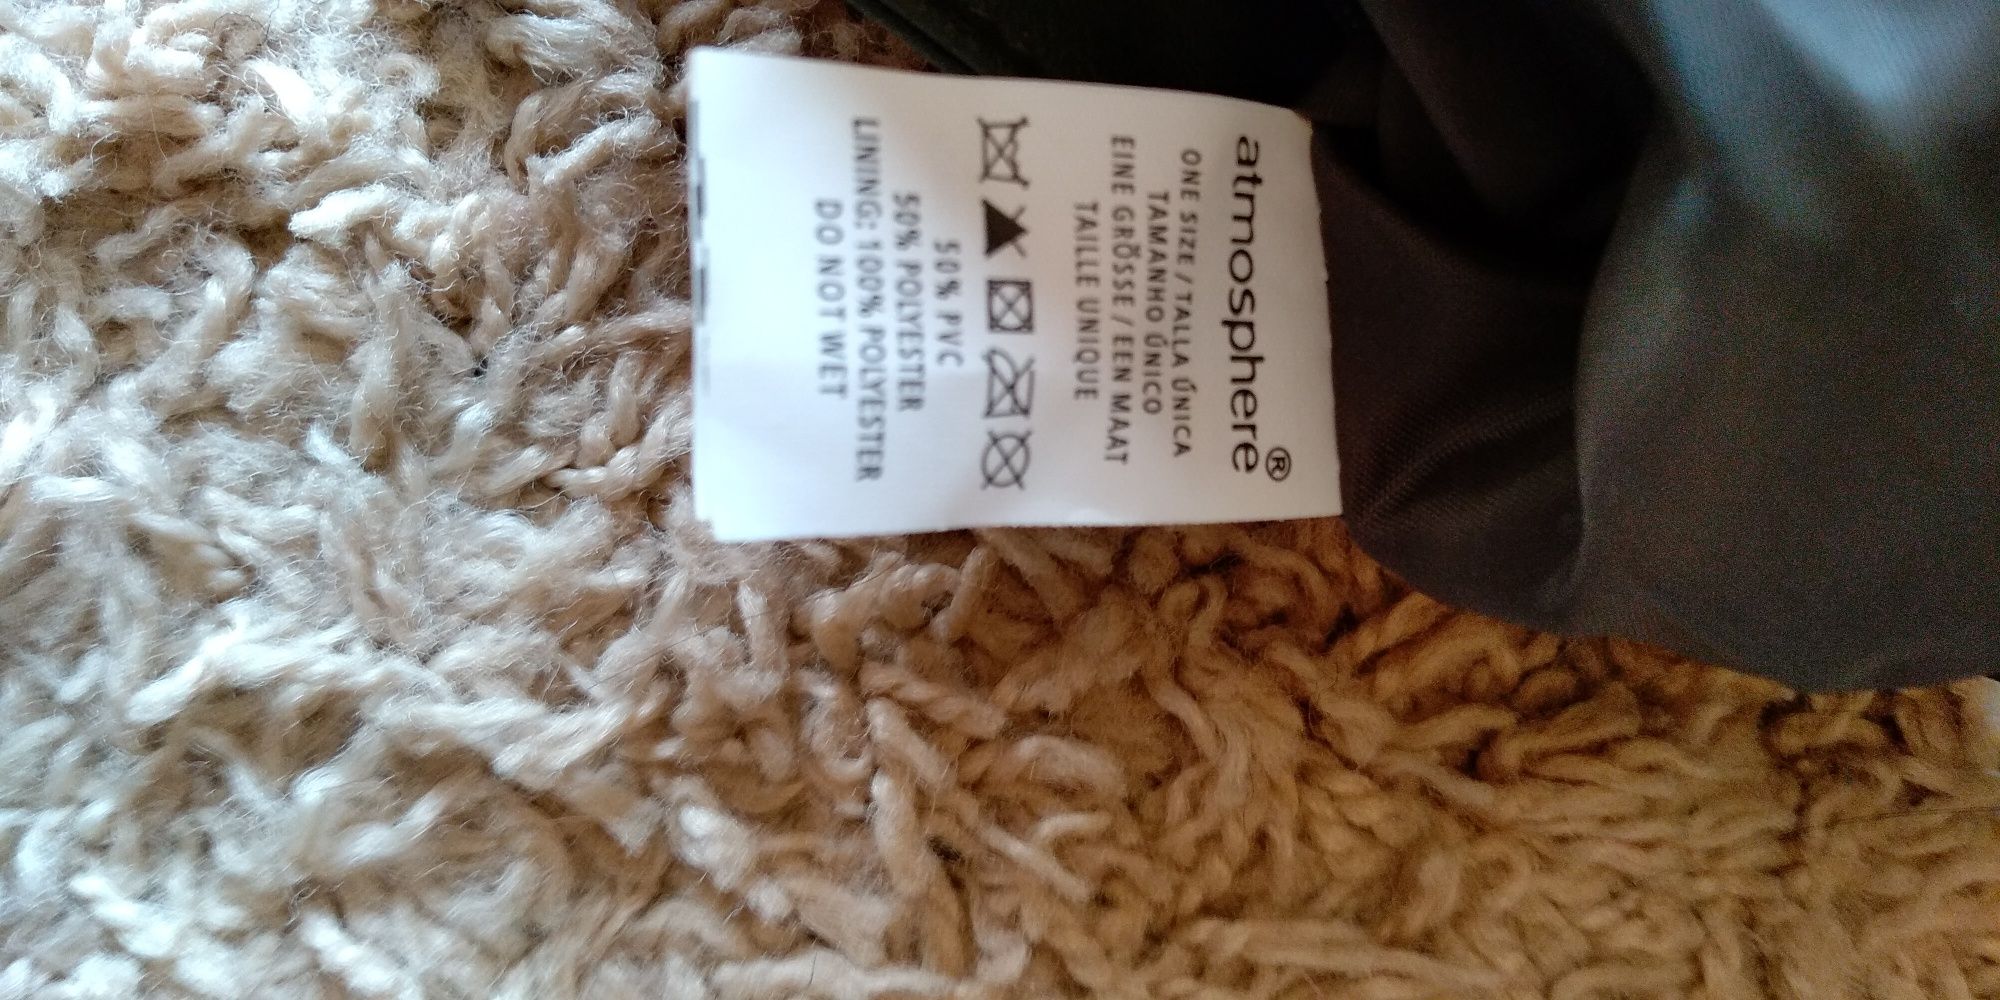 atmosphere®
ONE SIZE / TALLA ÚNICA
TAMANHO ÚNICO
EINE GRÖSSE / EEN MAAT
TAILLE UNIQUE
50% PVC
50% POLYESTER
LINING: 100% POLYESTER
DO NOT WET